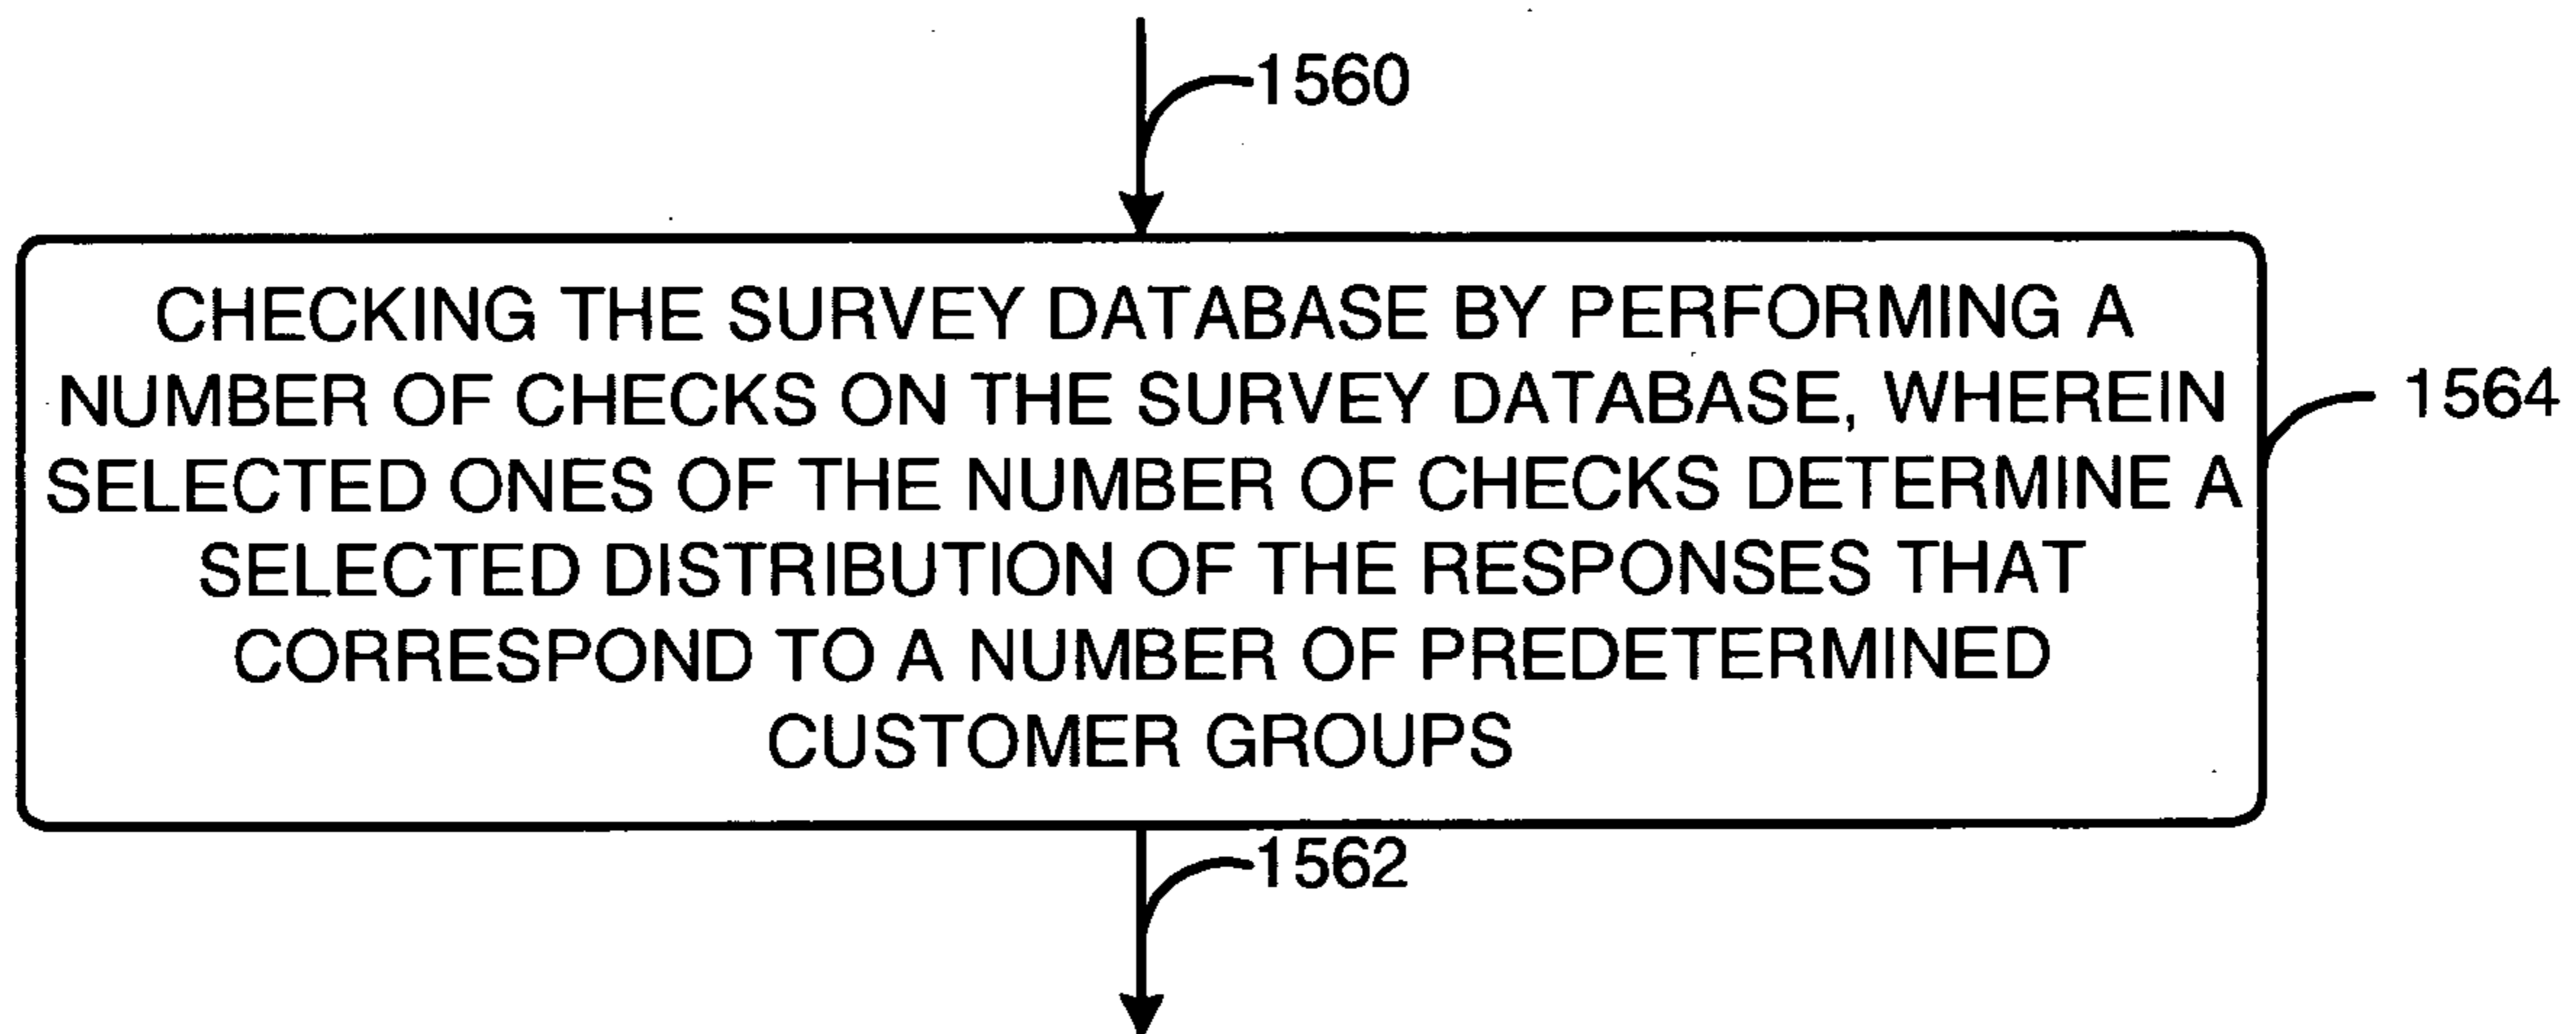 1560
CHECKING THE SURVEY DATABASE BY PERFORMING A
NUMBER OF CHECKS ON THE SURVEY DATABASE, WHEREIN
SELECTED ONES OF THE NUMBER OF CHECKS DETERMINE A
SELECTED DISTRIBUTION OF THE RESPONSES THAT
CORRESPOND TO A NUMBER OF PREDETERMINED
CUSTOMER GROUPS
1564
1562